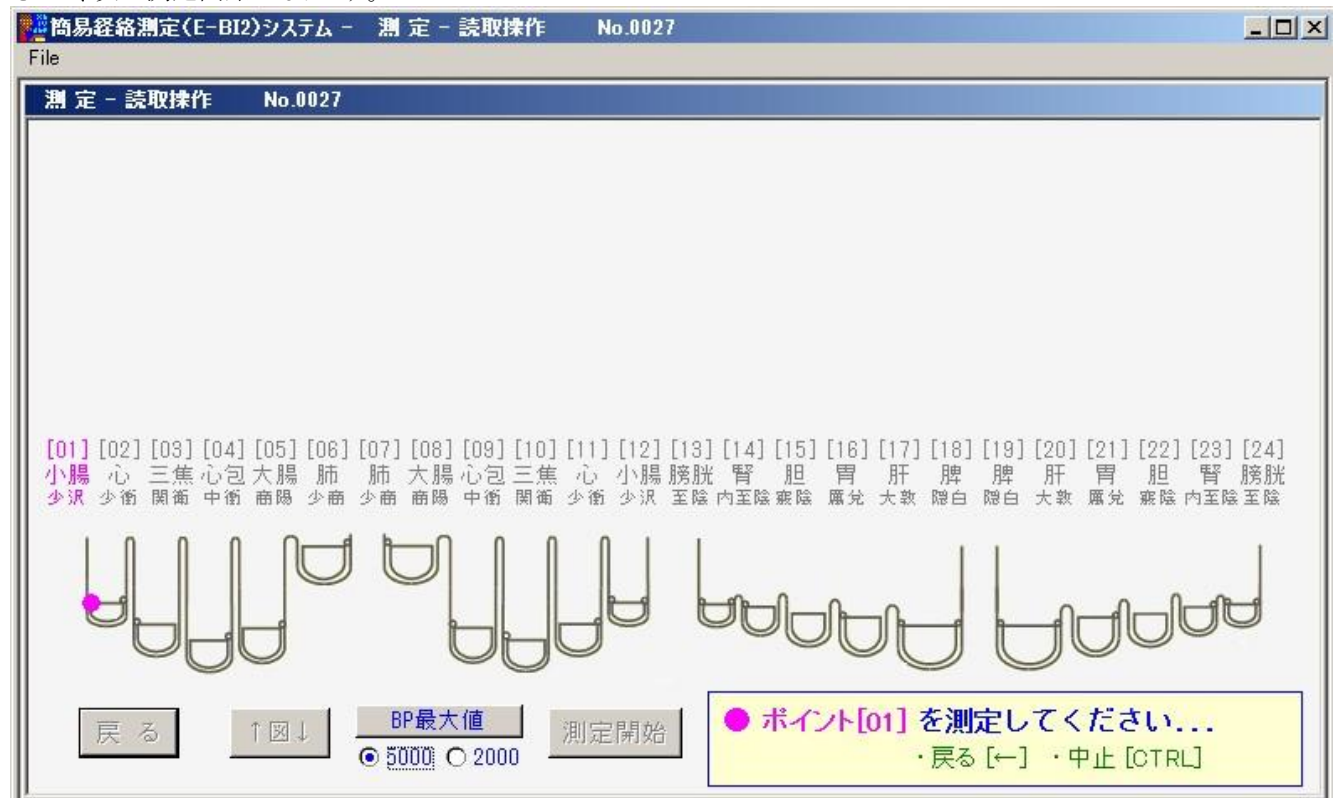 簡易経絡測定(E-BI2)システム - 測 定 - 読取操作 No.0027
File
測 定 - 読取操作 No.0027
[01] [02] [03] [04] [05] [06] [07] [08] [09] [10] [11] [12] [13] [14] [15] [16] [17] [18] [19] [20] [21] [22] [23] [24]
小腸 心 三焦 心包 大腸 肺 肺 大腸 心包 三焦 心 小腸 膀胱 腎 胆 胃 肝 脾 脾 肝 胃 胆 腎 膀胱
少沢 少衝 関衝 中衝 商陽 少商 少商 商陽 中衝 関衝 少衝 少沢 至陰 内至陰 竅陰 厲兌 大敦 隠白 隠白 大敦 厲兌 竅陰 内至陰 至陰
戻 る
↑図↓
BP最大値
5000 2000
測定開始
● ポイント[01] を測定してください...
・戻る [←] ・中止 [CTRL]